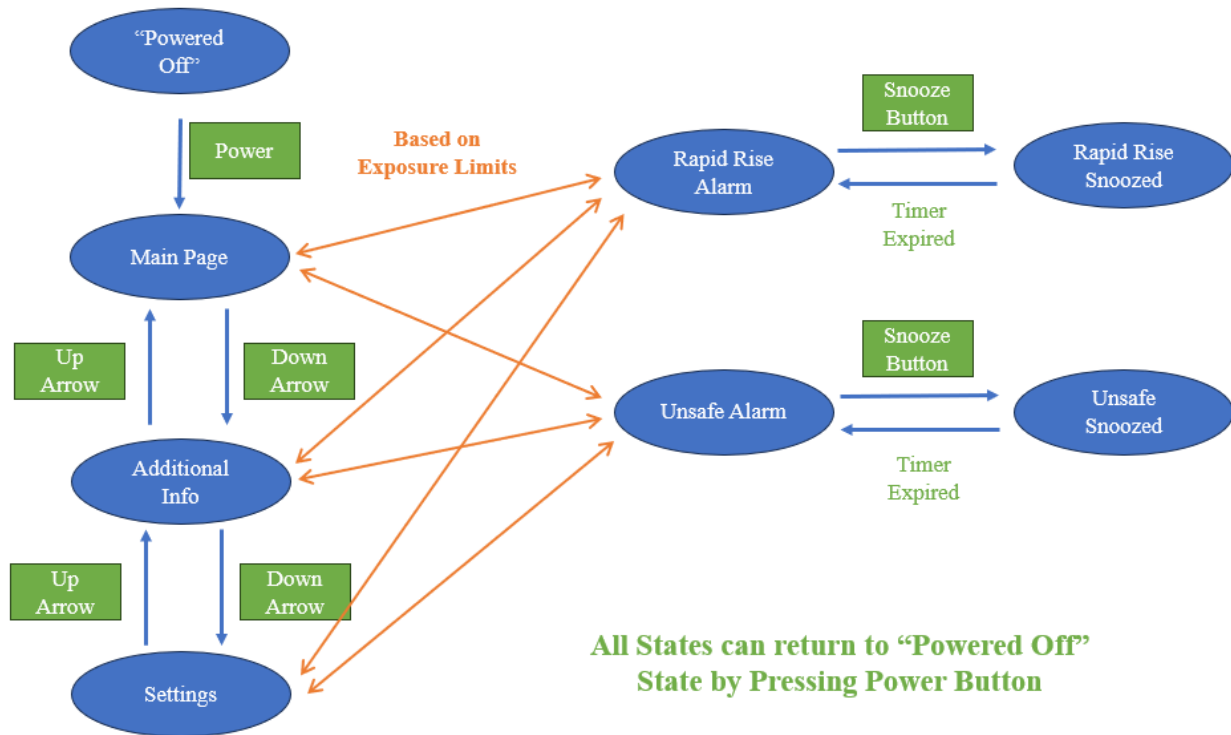 “Powered
Off”
Power
Based on
Exposure Limits
Main Page
Up
Arrow
Down
Arrow
Additional
Info
Up
Arrow
Down
Arrow
Settings
Rapid Rise
Alarm
Snooze
Button
Timer
Expired
Rapid Rise
Snoozed
Unsafe Alarm
Snooze
Button
Timer
Expired
Unsafe
Snoozed
All States can return to “Powered Off”
State by Pressing Power Button